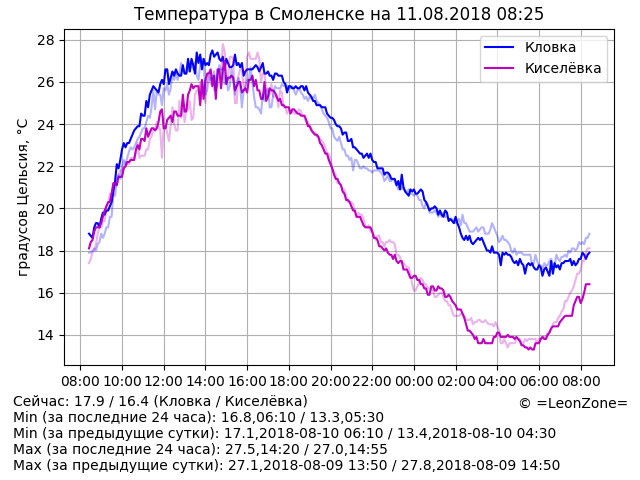 Температура в Смоленске на 11.08.2018 08:25
Кловка
Киселёвка
градусов Цельсия, °C
28
26
24
22
20
18
16
14
08:00 10:00 12:00 14:00 16:00 18:00 20:00 22:00 00:00 02:00 04:00 06:00 08:00
Сейчас: 17.9 / 16.4 (Кловка / Киселёвка)
© =LeonZone=
Min (за последние 24 часа): 16.8,06:10 / 13.3,05:30
Min (за предыдущие сутки): 17.1,2018-08-10 06:10 / 13.4,2018-08-10 04:30
Max (за последние 24 часа): 27.5,14:20 / 27.0,14:55
Max (за предыдущие сутки): 27.1,2018-08-09 13:50 / 27.8,2018-08-09 14:50